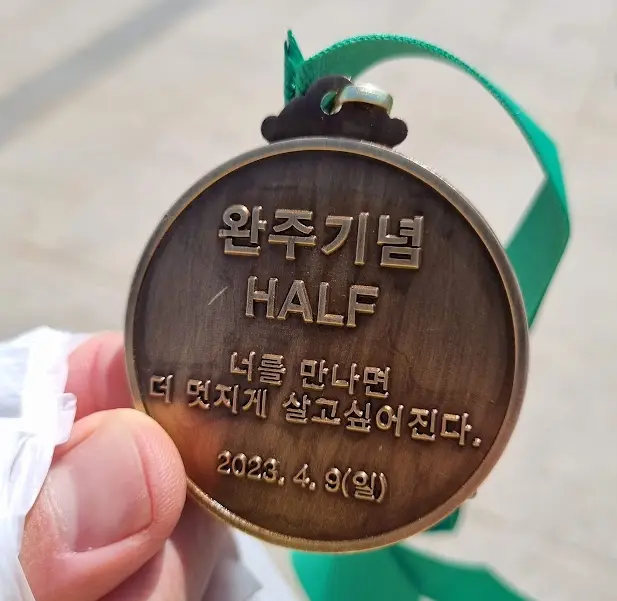 완주기념
HALF
너를 만나면
더 멋지게 살고싶어진다.
2023. 4. 9(일)